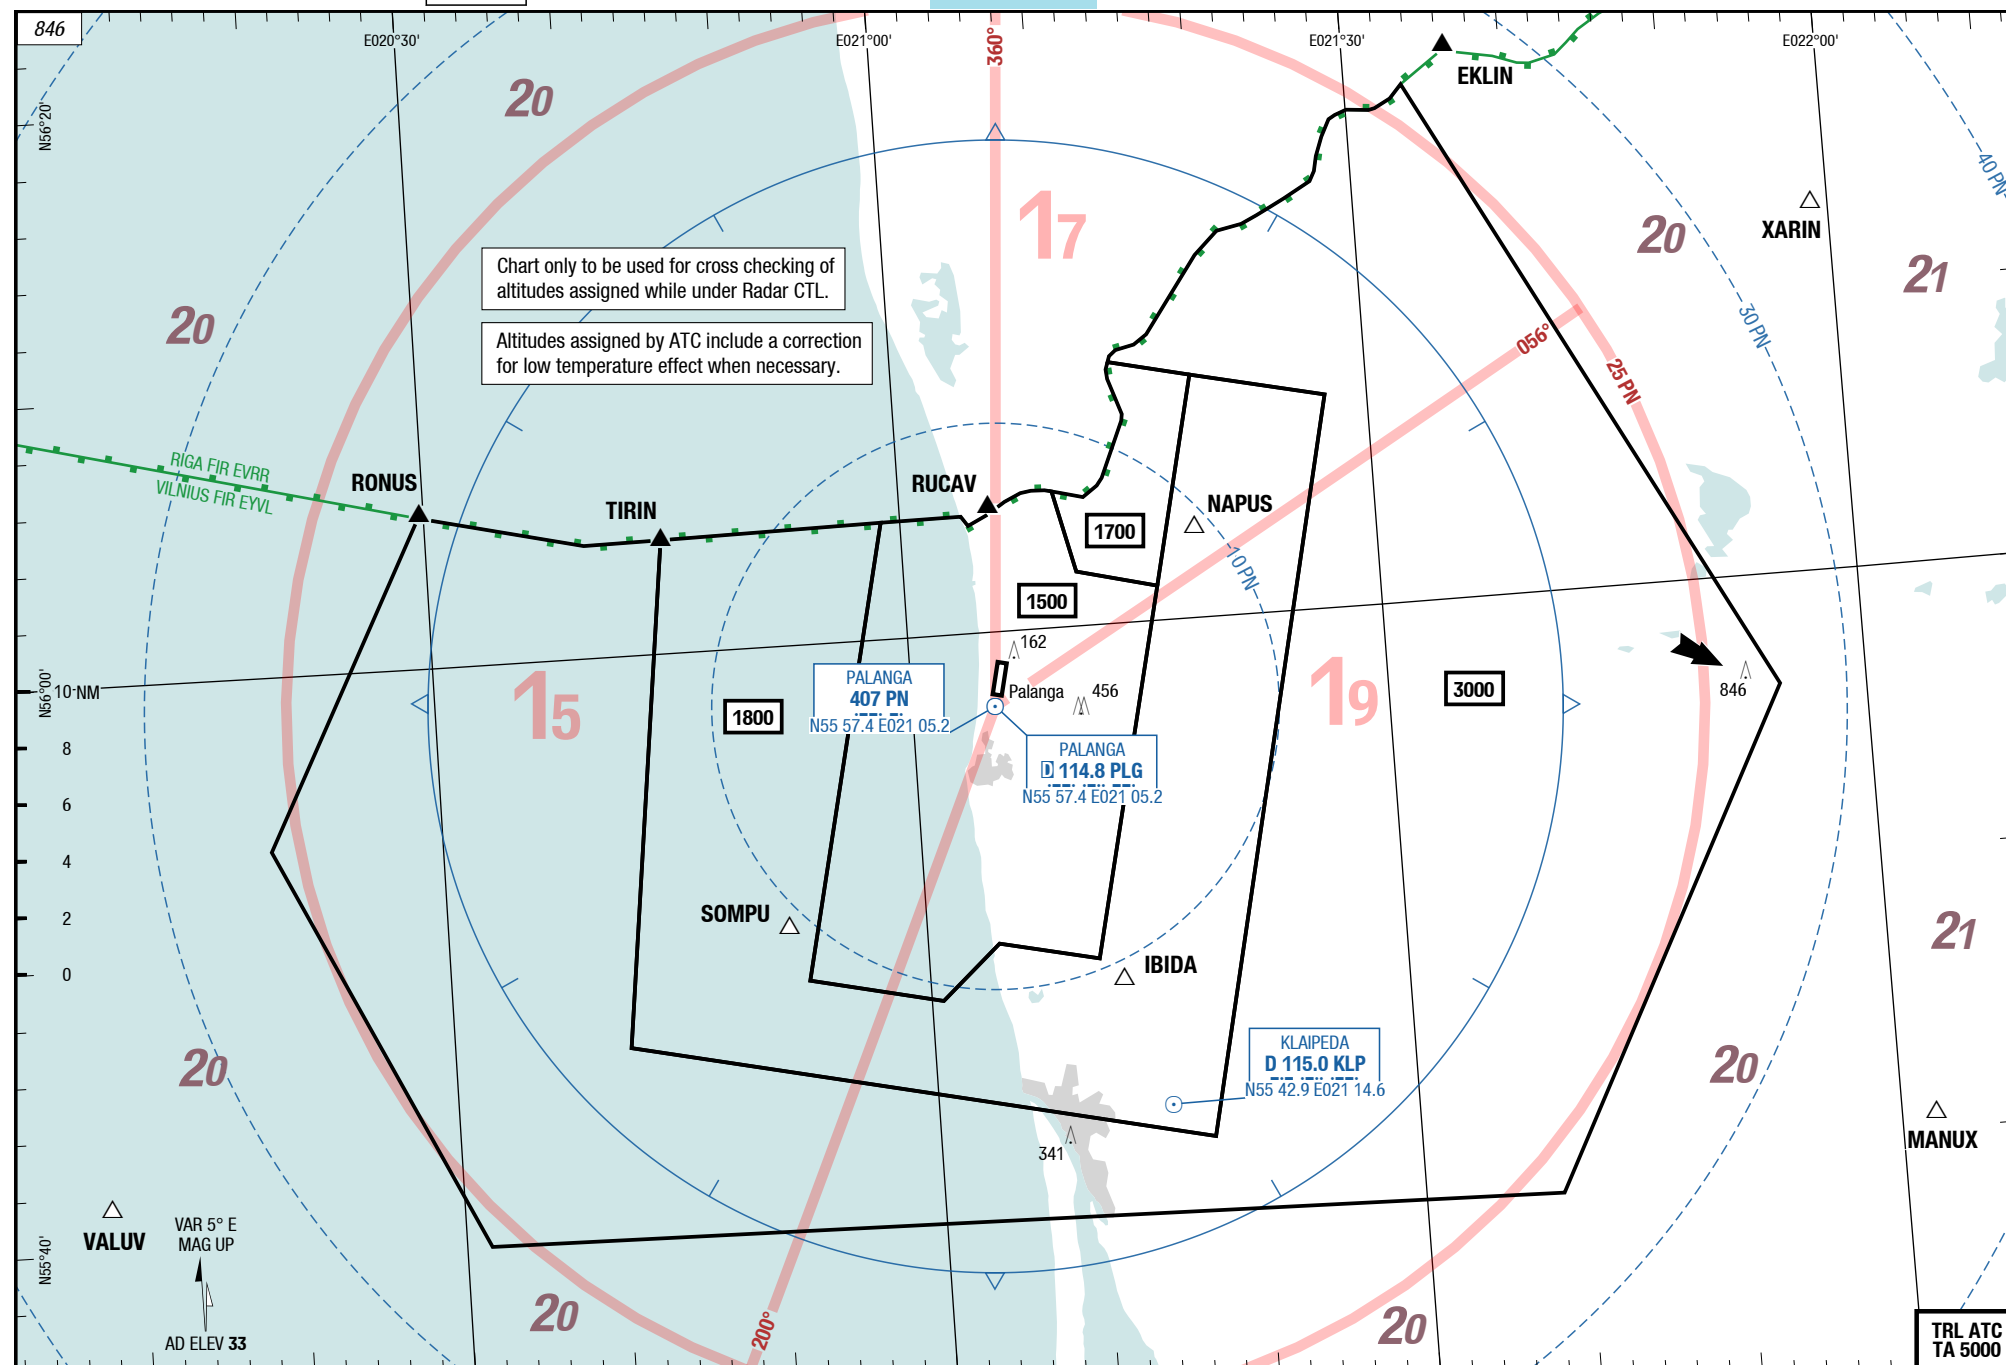 846
E020°30'
E021°00'
360°
E021°30'
E022°00'
EKLIN
N56°20'
20
40 PN
17
XARIN
20
21
Chart only to be used for cross checking of
altitudes assigned while under Radar CTL.
20
30 PN
Altitudes assigned by ATC include a correction
for low temperature effect when necessary.
056°
25 PN
RIGA FIR EVRR
VILNIUS FIR EYVL
RONUS
TIRIN
RUCAV
NAPUS
1700
10 PN
1500
162
N56°00'
10 NM
15
1800
PALANGA
407 PN
N55 57.4 E021 05.2
Palanga
456
19
3000
846
8
PALANGA
D 114.8 PLG
N55 57.4 E021 05.2
6
4
2
0
SOMPU
IBIDA
21
20
KLAIPEDA
D 115.0 KLP
N55 42.9 E021 14.6
20
341
MANUX
VALUV
VAR 5° E
MAG UP
N55°40'
AD ELEV 33
20
200°
20
TRL ATC
TA 5000